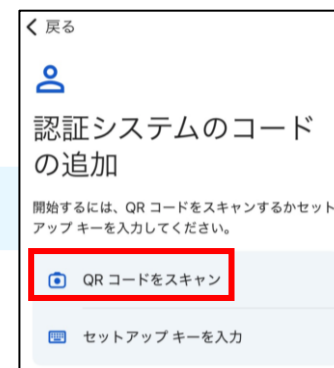 戻る
認証システムのコード
の追加
開始するには、QR コードをスキャンするかセット
アップ キーを入力してください。
QR コードをスキャン
セットアップ キーを入力